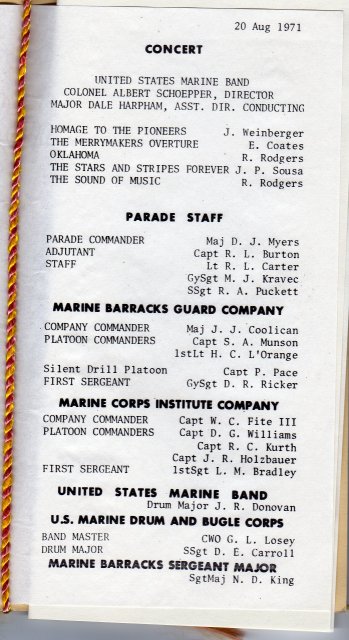 20 Aug 1971
CONCERT
UNITED STATES MARINE BAND
COLONEL ALBERT SCHOEPPER, DIRECTOR
MAJOR DALE HARPHAM, ASST. DIR. CONDUCTING
HOMAGE TO THE PIONEERS J. Weinberger
THE MERRYMAKERS OVERTURE E. Coates
OKLAHOMA R. Rodgers
THE STARS AND STRIPES FOREVER J. P. Sousa
THE SOUND OF MUSIC R. Rodgers
PARADE STAFF
PARADE COMMANDER Maj D. J. Myers
ADJUTANT Capt R. L. Burton
STAFF Lt R. L. Carter
GySgt M. J. Kravec
SSgt R. A. Puckett
MARINE BARRACKS GUARD COMPANY
COMPANY COMMANDER Maj J. J. Coolican
PLATOON COMMANDERS Capt S. A. Munson
1stLt H. C. L'Orange
Silent Drill Platoon Capt P. Pace
FIRST SERGEANT GySgt D. R. Ricker
MARINE CORPS INSTITUTE COMPANY
COMPANY COMMANDER Capt W. C. Fite III
PLATOON COMMANDERS Capt D. G. Williams
Capt R. C. Kurth
Capt J. R. Holzbauer
FIRST SERGEANT 1stSgt L. M. Bradley
UNITED STATES MARINE BAND
Drum Major J. R. Donovan
U.S. MARINE DRUM AND BUGLE CORPS
BAND MASTER CWO G. L. Losey
DRUM MAJOR SSgt D. E. Carroll
MARINE BARRACKS SERGEANT MAJOR
SgtMaj N. D. King